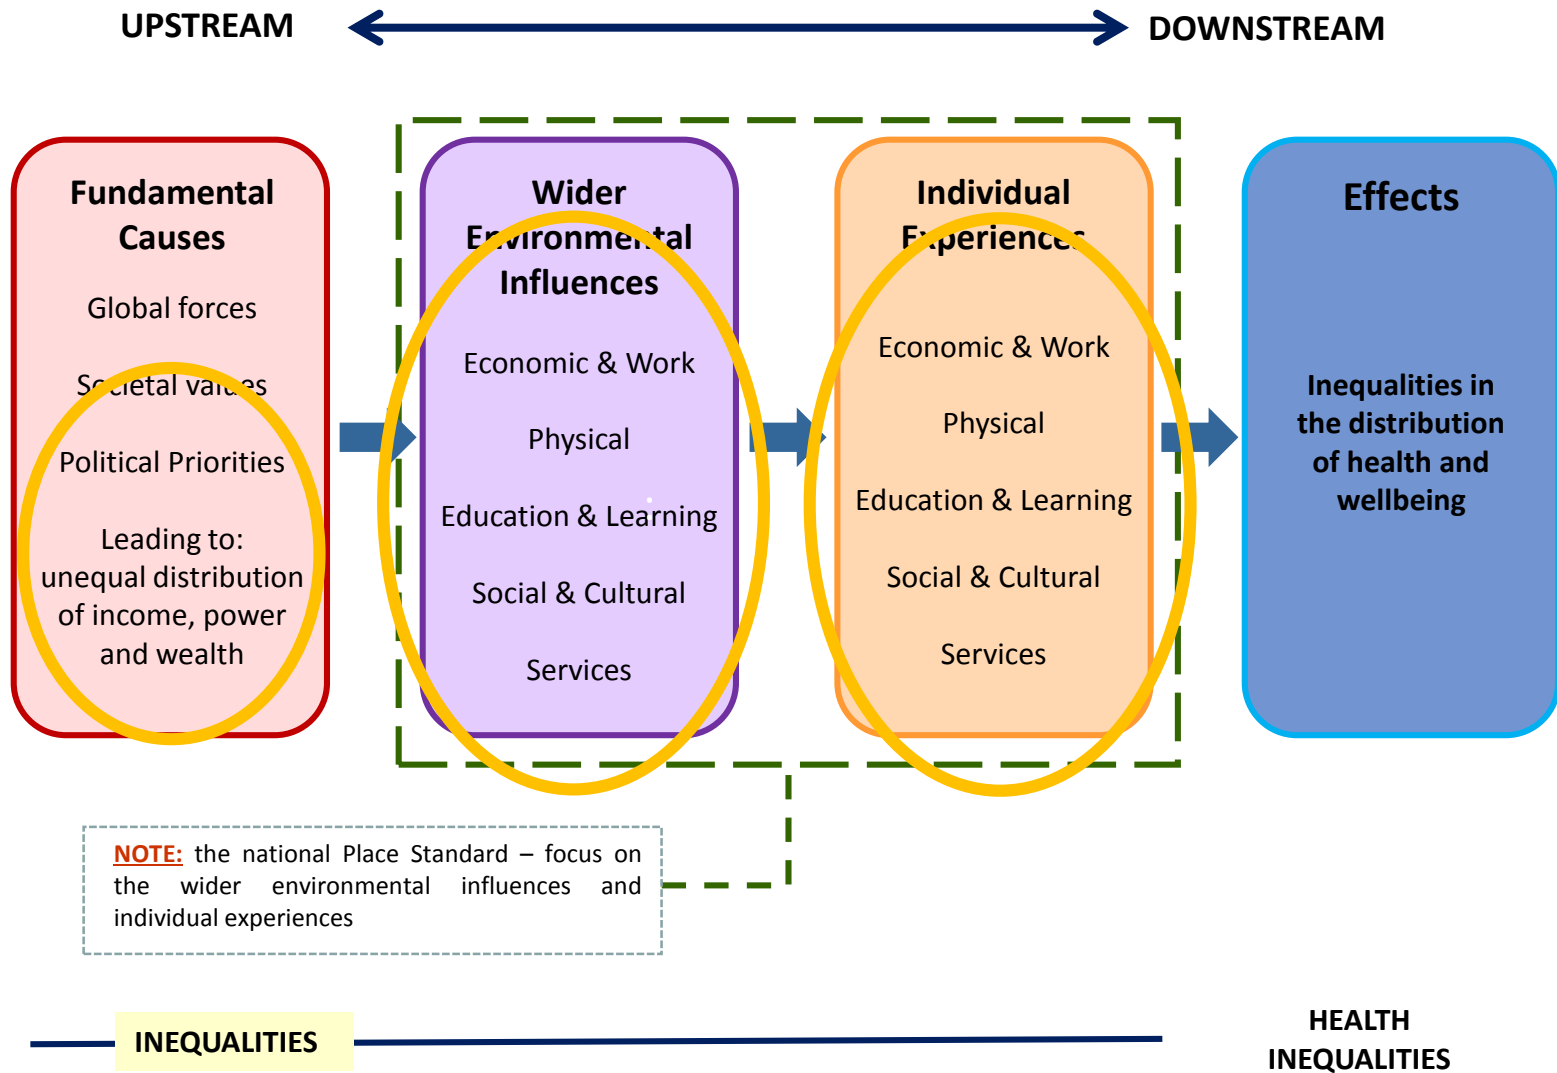 UPSTREAM
DOWNSTREAM
Fundamental
Causes
Global forces
Societal values
Political Priorities
Leading to:
unequal distribution
of income, power
and wealth
Wider
Environmental
Influences
Economic & Work
Physical
Education & Learning
Social & Cultural
Services
Individual
Experiences
Economic & Work
Physical
Education & Learning
Social & Cultural
Services
Effects
Inequalities in
the distribution
of health and
wellbeing
NOTE: the national Place Standard – focus on
the wider environmental influences and
individual experiences
INEQUALITIES
HEALTH
INEQUALITIES